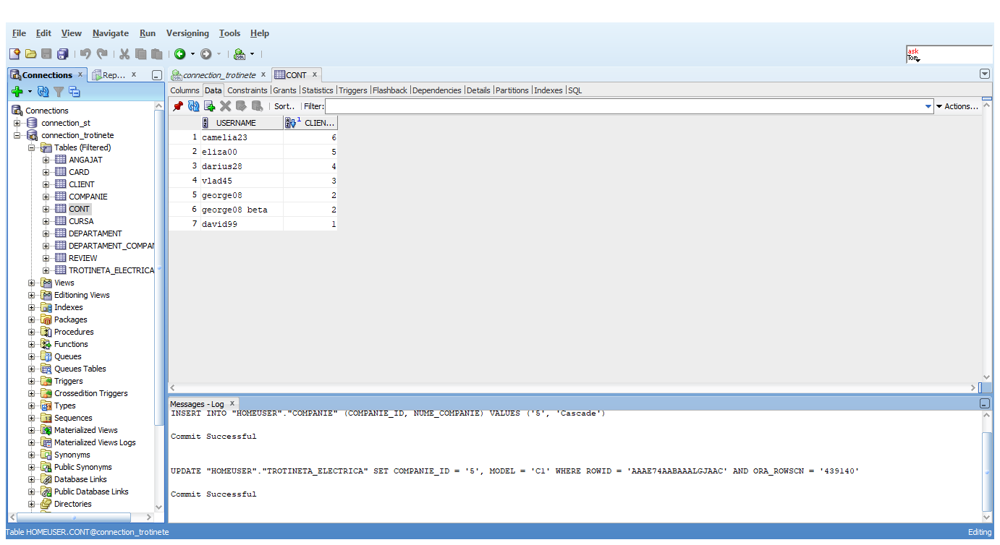 File Edit View Navigate Run Versioning Tools Help
ask
Tom
Connections x Rep... x
connection_trotinete x CONT x
Columns Data Constraints Grants Statistics Triggers Flashback Dependencies Details Partitions Indexes SQL
Sort.. Filter: Actions...
USERNAME CLIEN...
1 camelia23 6
2 eliza00 5
3 darius28 4
4 vlad45 3
5 george08 2
6 george08 beta 2
7 david99 1
Connections
connection_st
connection_trotinete
Tables (Filtered)
ANGAJAT
CARD
CLIENT
COMPANIE
CONT
CURSA
DEPARTAMENT
DEPARTAMENT_COMPAN
REVIEW
TROTINETA_ELECTRICA
Views
Editioning Views
Indexes
Packages
Procedures
Functions
Queues
Queues Tables
Triggers
Crossedition Triggers
Types
Sequences
Materialized Views
Materialized Views Logs
Synonyms
Public Synonyms
Database Links
Public Database Links
Directories
Messages - Log x
INSERT INTO "HOMEUSER"."COMPANIE" (COMPANIE_ID, NUME_COMPANIE) VALUES ('5', 'Cascade')
Commit Successful
UPDATE "HOMEUSER"."TROTINETA_ELECTRICA" SET COMPANIE_ID = '5', MODEL = 'C1' WHERE ROWID = 'AAAE74AABAAALGJAAC' AND ORA_ROWSCN = '439140'
Commit Successful
Table HOMEUSER.CONT@connection_trotinete Editing